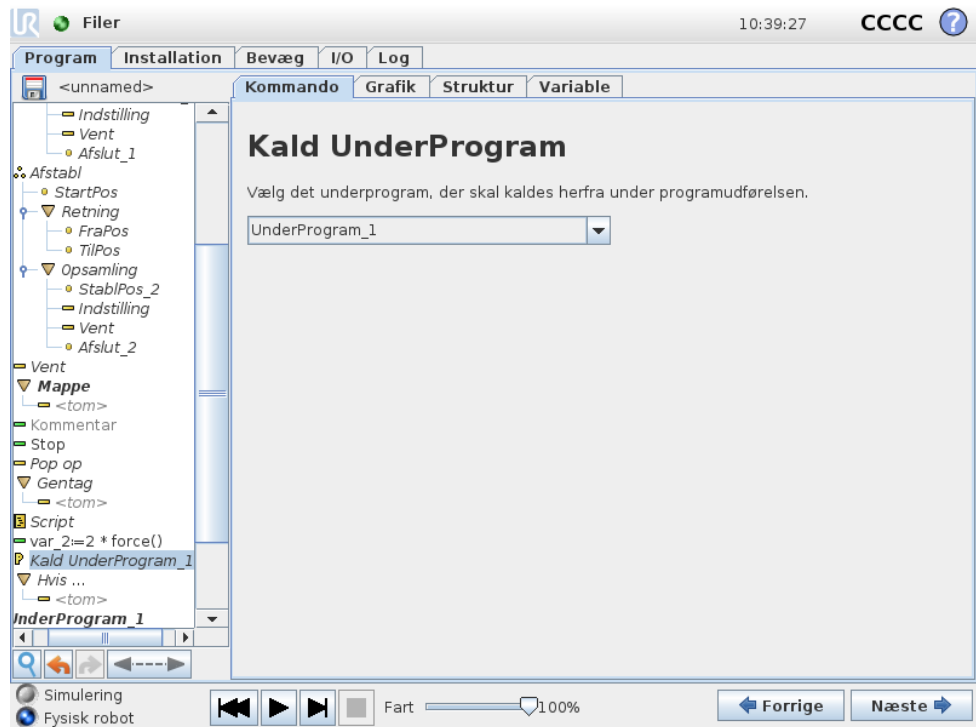 UR Filer 10:39:27 CCCC ?
Program Installation Bevæg I/O Log
<unnamed>
Kommando Grafik Struktur Variable
Indstilling
Vent
Afslut_1
Afstabl
StartPos
Retning
FraPos
TilPos
Opsamling
StablPos_2
Indstilling
Vent
Afslut_2
Vent
Mappe
<tom>
Kommentar
Stop
Pop op
Gentag
<tom>
Script
var_2:=2 * force()
P Kald UnderProgram_1
Hvis ...
<tom>
UnderProgram_1
Kald UnderProgram
Vælg det underprogram, der skal kaldes herfra under programudførelsen.
UnderProgram_1
Simulering
Fysisk robot
Fart 100%
Forrige
Næste